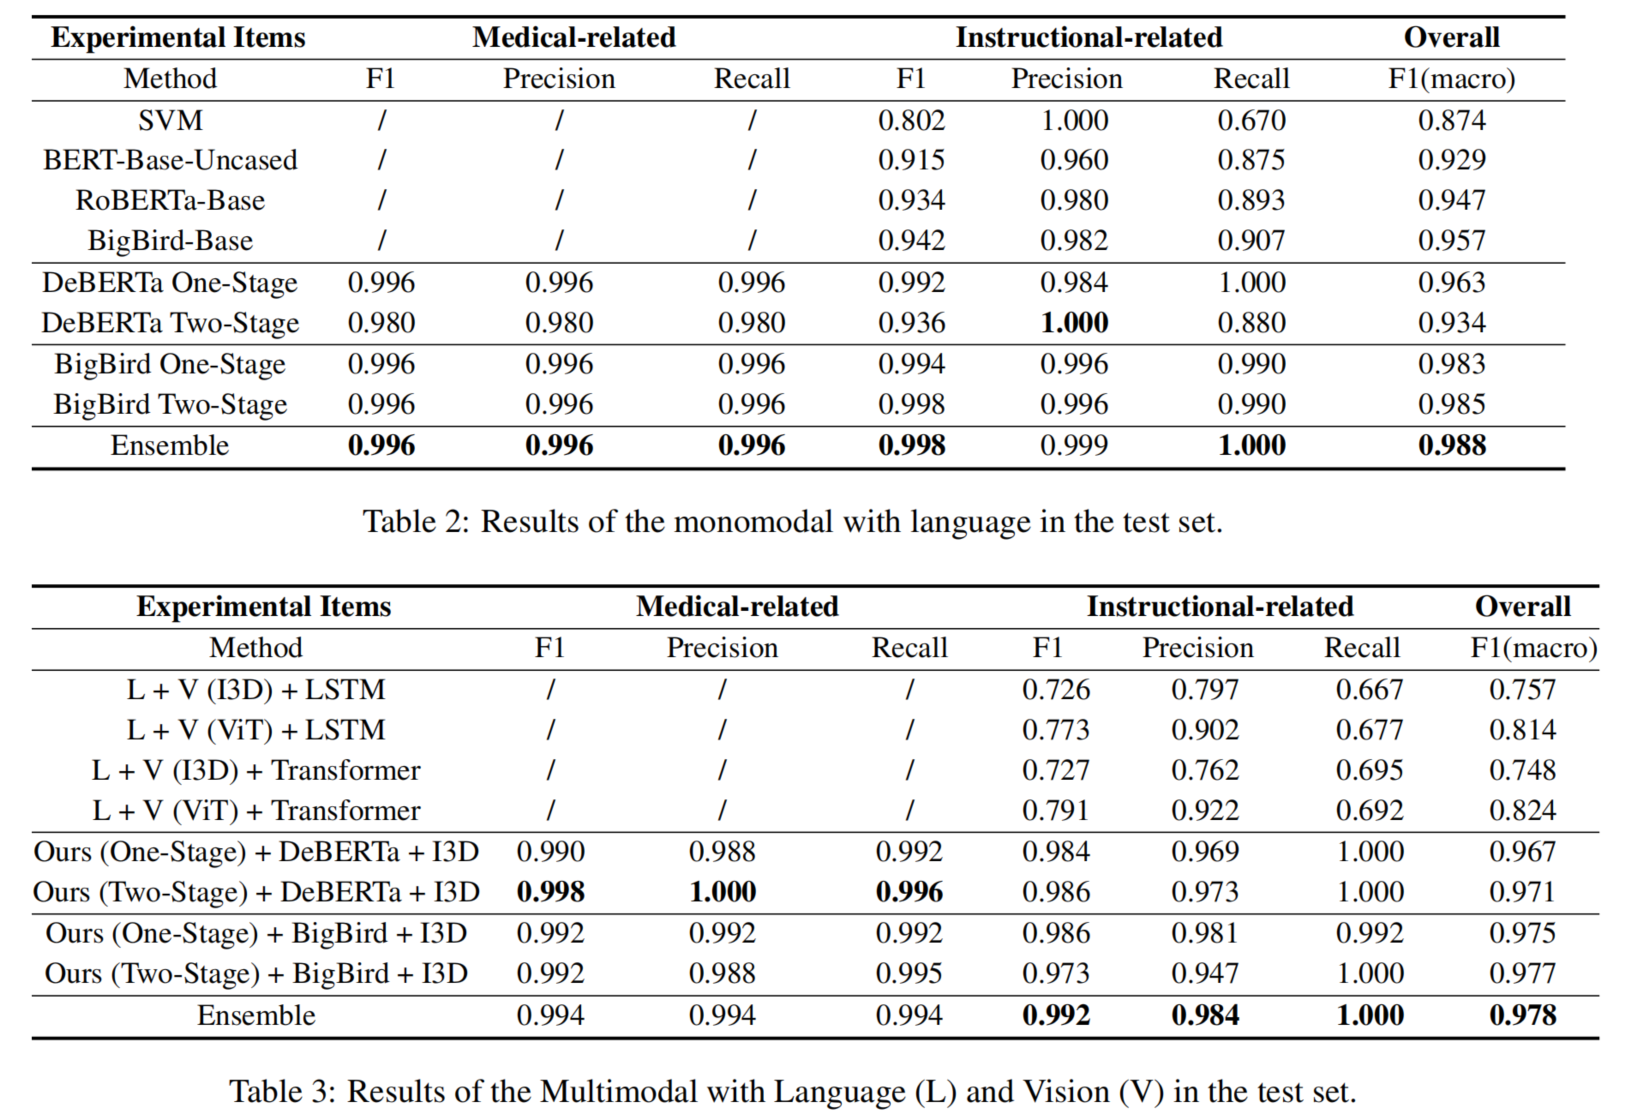 Experimental Items Medical-related Instructional-related Overall
Method F1 Precision Recall F1 Precision Recall F1(macro)
SVM / / / 0.802 1.000 0.670 0.874
BERT-Base-Uncased / / / 0.915 0.960 0.875 0.929
RoBERTa-Base / / / 0.934 0.980 0.893 0.947
BigBird-Base / / / 0.942 0.982 0.907 0.957
DeBERTa One-Stage 0.996 0.996 0.996 0.992 0.984 1.000 0.963
DeBERTa Two-Stage 0.980 0.980 0.980 0.936 1.000 0.880 0.934
BigBird One-Stage 0.996 0.996 0.996 0.994 0.996 0.990 0.983
BigBird Two-Stage 0.996 0.996 0.996 0.998 0.996 0.990 0.985
Ensemble 0.996 0.996 0.996 0.998 0.999 1.000 0.988
Table 2: Results of the monomodal with language in the test set.
Experimental Items Medical-related Instructional-related Overall
Method F1 Precision Recall F1 Precision Recall F1(macro)
L + V (I3D) + LSTM / / / 0.726 0.797 0.667 0.757
L + V (ViT) + LSTM / / / 0.773 0.902 0.677 0.814
L + V (I3D) + Transformer / / / 0.727 0.762 0.695 0.748
L + V (ViT) + Transformer / / / 0.791 0.922 0.692 0.824
Ours (One-Stage) + DeBERTa + I3D 0.990 0.988 0.992 0.984 0.969 1.000 0.967
Ours (Two-Stage) + DeBERTa + I3D 0.998 1.000 0.996 0.986 0.973 1.000 0.971
Ours (One-Stage) + BigBird + I3D 0.992 0.992 0.992 0.986 0.981 0.992 0.975
Ours (Two-Stage) + BigBird + I3D 0.992 0.988 0.995 0.973 0.947 1.000 0.977
Ensemble 0.994 0.994 0.994 0.992 0.984 1.000 0.978
Table 3: Results of the Multimodal with Language (L) and Vision (V) in the test set.